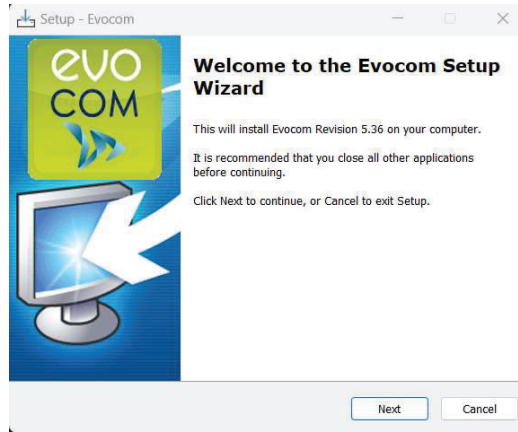 Setup - Evocom
evo
COM
Welcome to the Evocom Setup
Wizard
This will install Evocom Revision 5.36 on your computer.
It is recommended that you close all other applications
before continuing.
Click Next to continue, or Cancel to exit Setup.
Next Cancel